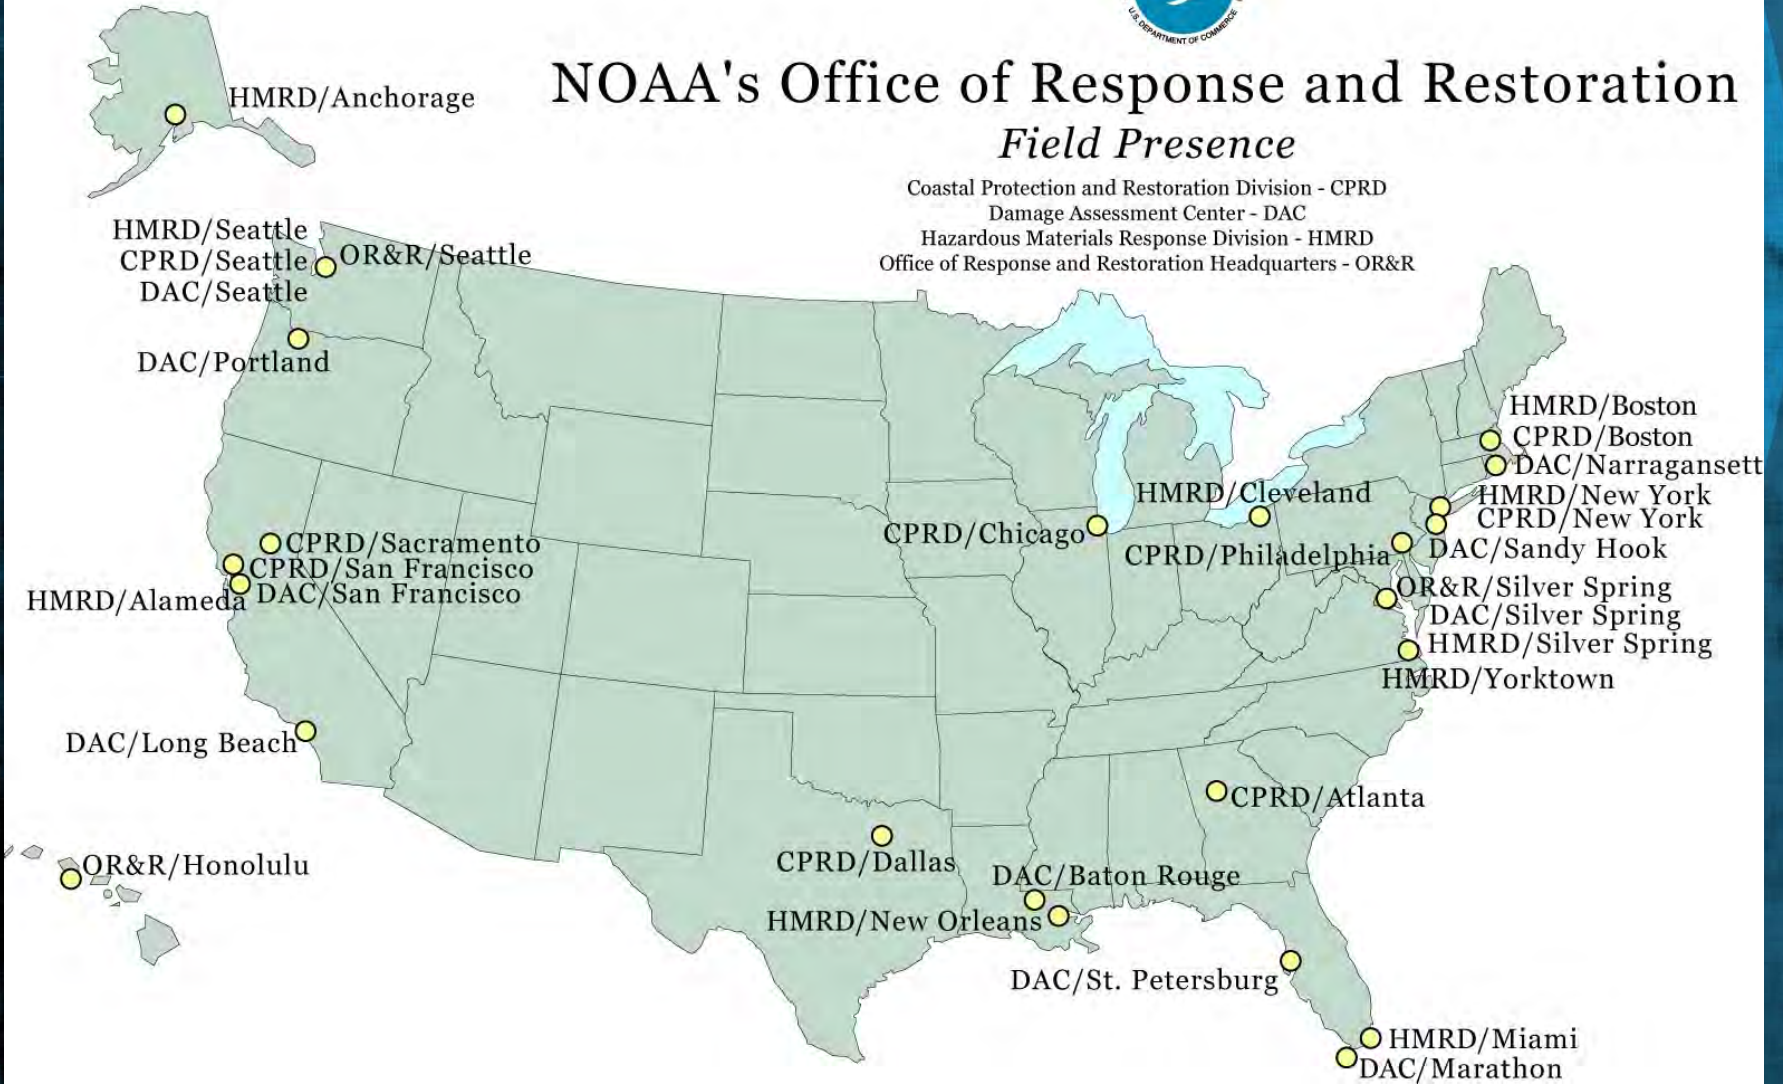 U.S. DEPARTMENT OF COMMERCE
NOAA's Office of Response and Restoration
Field Presence
Coastal Protection and Restoration Division - CPRD
Damage Assessment Center - DAC
Hazardous Materials Response Division - HMRD
Office of Response and Restoration Headquarters - OR&R
HMRD/Anchorage
HMRD/Seattle
CPRD/Seattle
DAC/Seattle
OR&R/Seattle
DAC/Portland
HMRD/Boston
CPRD/Boston
DAC/Narragansett
HMRD/Cleveland
HMRD/New York
CPRD/New York
CPRD/Chicago
CPRD/Philadelphia
DAC/Sandy Hook
CPRD/Sacramento
CPRD/San Francisco
DAC/San Francisco
HMRD/Alameda
OR&R/Silver Spring
DAC/Silver Spring
HMRD/Silver Spring
HMRD/Yorktown
DAC/Long Beach
CPRD/Atlanta
OR&R/Honolulu
CPRD/Dallas
DAC/Baton Rouge
HMRD/New Orleans
DAC/St. Petersburg
HMRD/Miami
DAC/Marathon